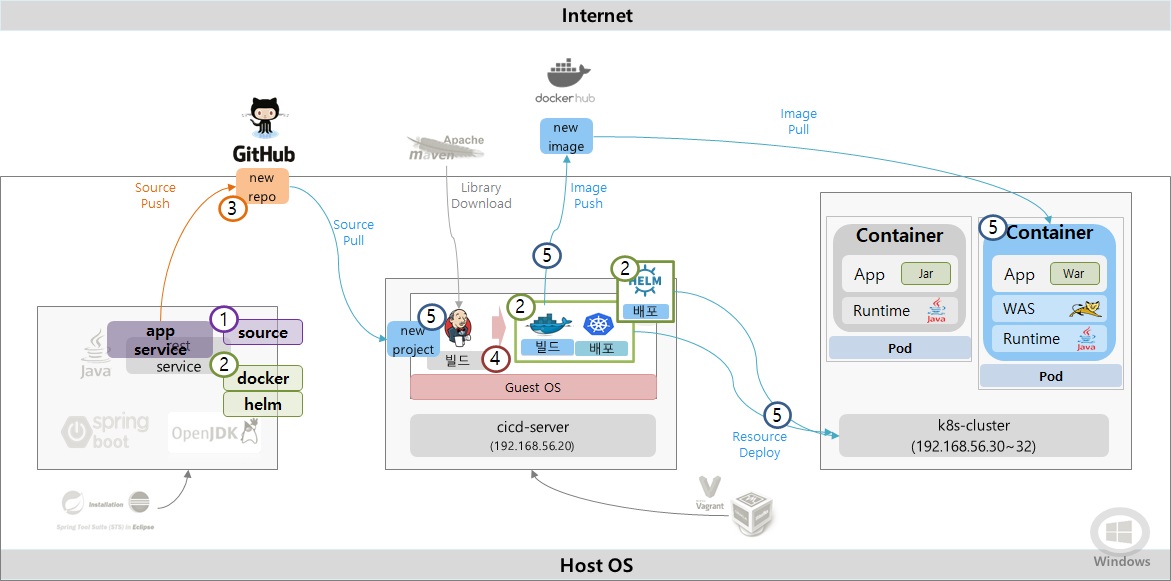 Internet
docker hub
new
image
Image
Pull
GitHub
new
repo
3
Source
Push
Apache
maven
Library
Download
Image
Push
Source
Pull
5
1
source
app
service
rest
service
2
docker
helm
Java
spring
boot
OpenJDK
Installation
Spring Tool Suite (STS) in Eclipse
new
project
5
빌드
4
2
빌드
배포
2
HELM
배포
Guest OS
cicd-server
(192.168.56.20)
Vagrant
5
Resource
Deploy
Container
App
Jar
Runtime
Java
Pod
5
Container
App
War
WAS
Runtime
Java
Pod
k8s-cluster
(192.168.56.30~32)
Windows
Host OS